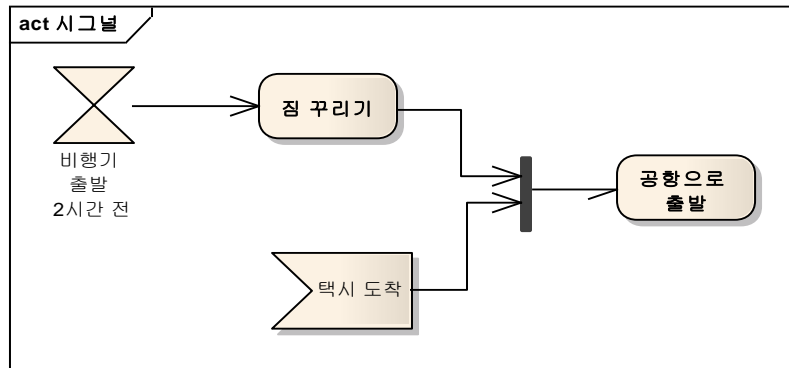 act 시그널
비행기
출발
2시간 전
짐 꾸리기
택시 도착
공항으로
출발